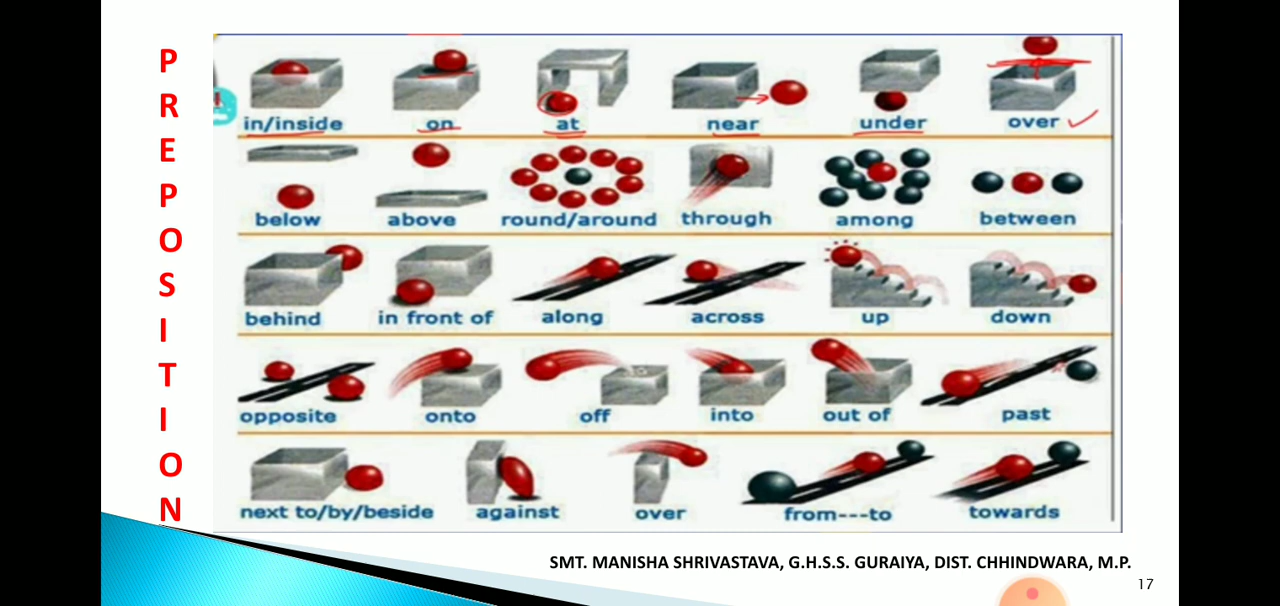 P
R
E
P
O
S
I
T
I
O
N
in/inside on at near under over
below above round/around through among between
behind in front of along across up down
opposite onto off into out of past
next to/by/beside against over from---to towards
SMT. MANISHA SHRIVASTAVA, G.H.S.S. GURAIYA, DIST. CHHINDWARA, M.P.
17